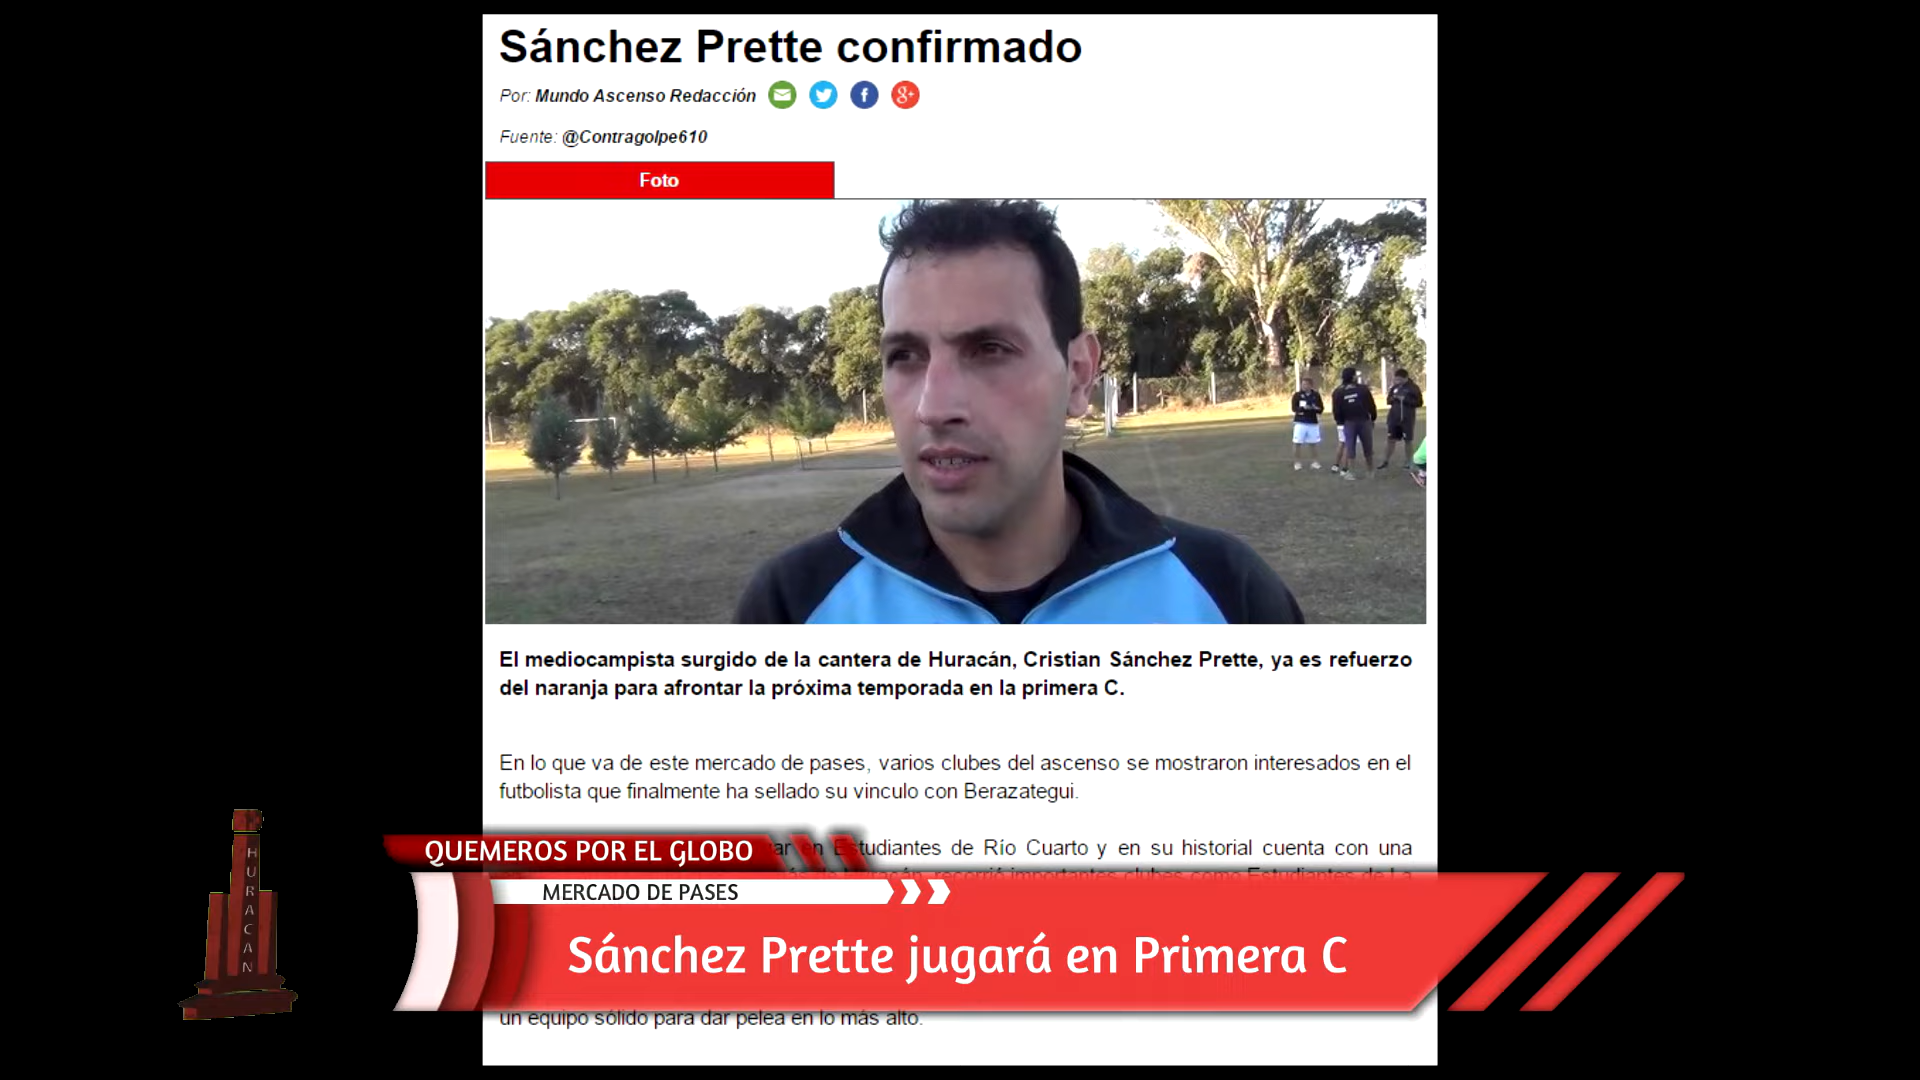 Sánchez Prette confirmado
Por: Mundo Ascenso Redacción
Fuente: @Contragolpe610
Foto
El mediocampista surgido de la cantera de Huracán, Cristian Sánchez Prette, ya es refuerzo
del naranja para afrontar la próxima temporada en la primera C.
En lo que va de este mercado de pases, varios clubes del ascenso se mostraron interesados en el
futbolista que finalmente ha sellado su vinculo con Berazategui.
en Estudiantes de Río Cuarto y en su historial cuenta con una
QUEMEROS POR EL GLOBO
MERCADO DE PASES
Sánchez Prette jugará en Primera C
HURACAN
un equipo sólido para dar pelea en lo más alto.